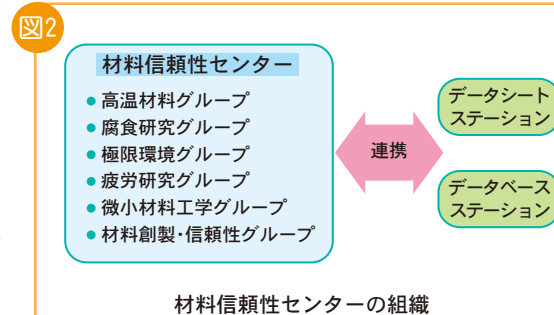 図2
材料信頼性センター
● 高温材料グループ
● 腐食研究グループ
● 極限環境グループ
● 疲労研究グループ
● 微小材料工学グループ
● 材料創製・信頼性グループ
連携
データシート
ステーション
データベース
ステーション
材料信頼性センターの組織